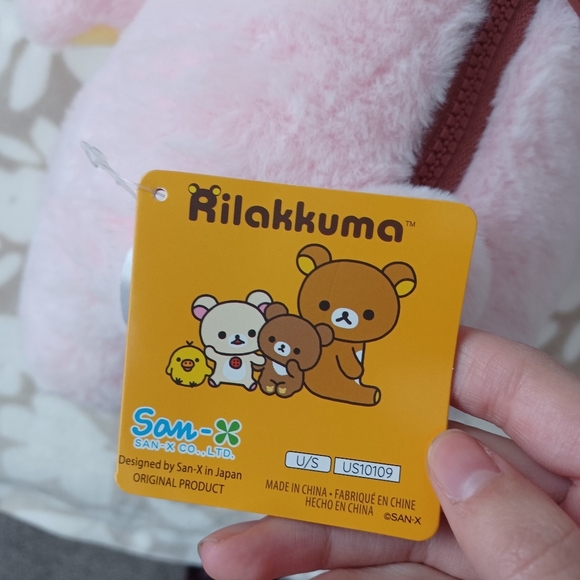 Rilakkuma™
San-X
SAN-X CO., LTD.
Designed by San-X in Japan
ORIGINAL PRODUCT
U/S US10109
MADE IN CHINA • FABRIQUÉ EN CHINE
HECHO EN CHINA ©SAN-X